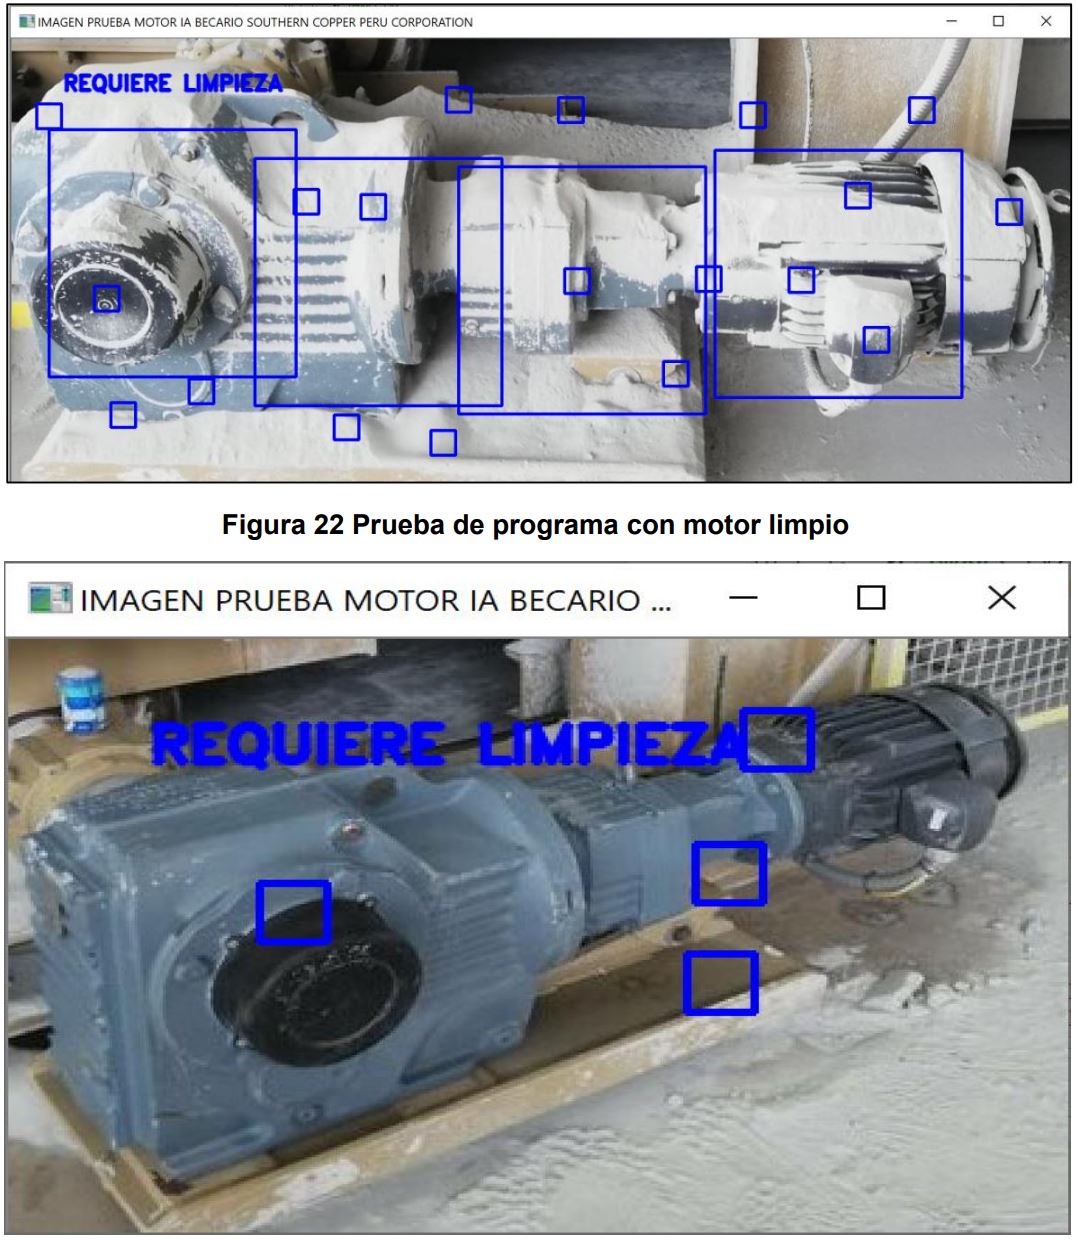 IMAGEN PRUEBA MOTOR IA BECARIO SOUTHERN COPPER PERU CORPORATION
REQUIERE LIMPIEZA
Figura 22 Prueba de programa con motor limpio
IMAGEN PRUEBA MOTOR IA BECARIO ...
REQUIERE LIMPIEZA